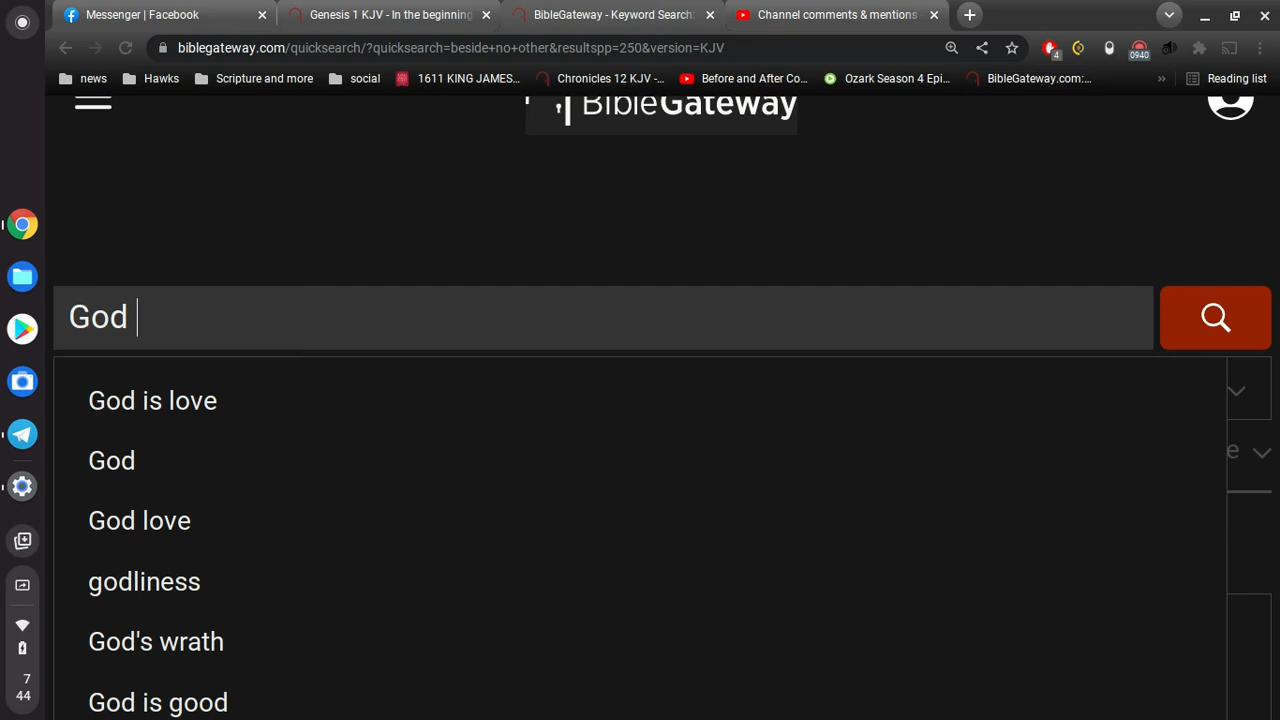 Messenger | Facebook
Genesis 1 KJV - In the beginning
BibleGateway - Keyword Search:
Channel comments & mentions
biblegateway.com/quicksearch/?quicksearch=beside+no+other&resultspp=250&version=KJV
4
0940
news
Hawks
Scripture and more
social
1611 KING JAMES...
Chronicles 12 KJV -...
Before and After Co...
Ozark Season 4 Epi...
BibleGateway.com:...
»
Reading list
BibleGateway
God
God is love
God
God love
godliness
God's wrath
God is good
e
7
44